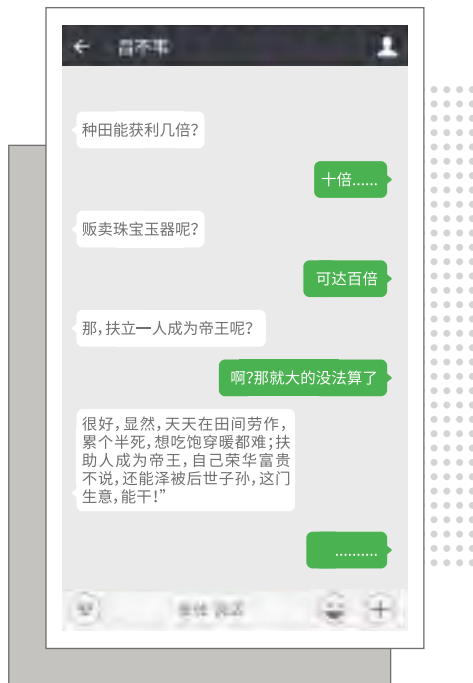 吕不韦
种田能获利几倍？
十倍......
贩卖珠宝玉器呢？
可达百倍
那，扶立一人成为帝王呢？
啊？那就大的没法算了
很好，显然，天天在田间劳作，
累个半死，想吃饱穿暖都难；扶
助人成为帝王，自己荣华富贵
不说，还能泽被后世子孙，这门
生意，能干！”
..........